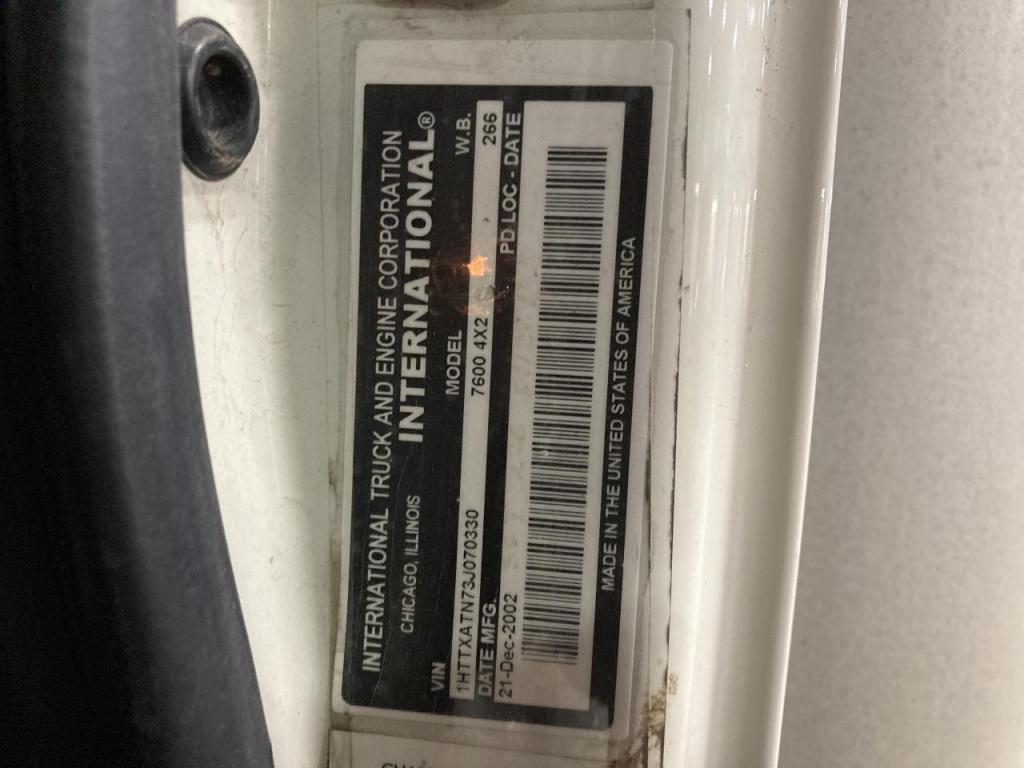 INTERNATIONAL TRUCK AND ENGINE CORPORATION
CHICAGO, ILLINOIS INTERNATIONAL®
VIN MODEL W.B.
1HTTXATN73J070330 7600 4X2 266
DATE MFG. PD LOC - DATE
21-Dec-2002
MADE IN THE UNITED STATES OF AMERICA